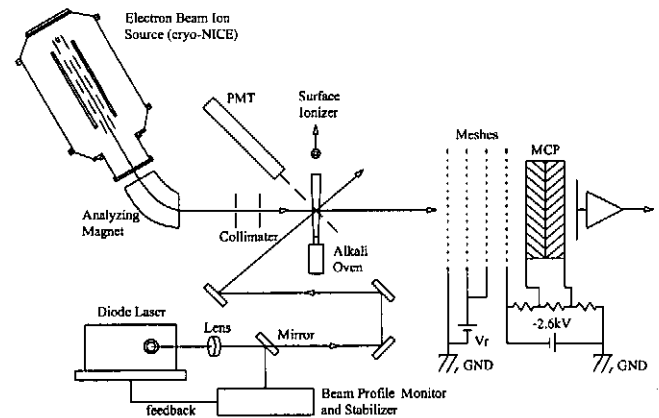 Electron Beam Ion
Source (cryo-NICE)
PMT
Surface
Ionizer
Meshes
MCP
Analyzing
Magnet
Collimater
Alkali
Oven
Diode Laser
Lens
Mirror
Vr
-2.6kV
GND
GND
feedback
Beam Profile Monitor
and Stabilizer